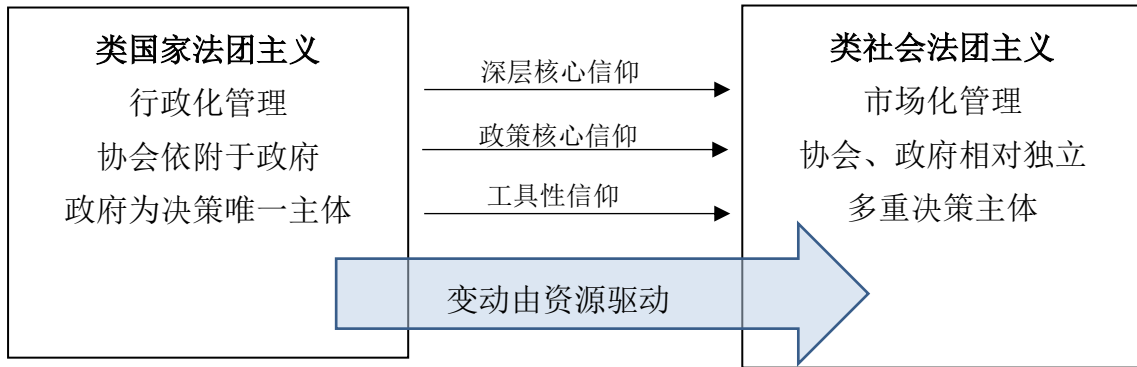 类国家法团主义
行政化管理
协会依附于政府
政府为决策唯一主体
深层核心信仰
政策核心信仰
工具性信仰
类社会法团主义
市场化管理
协会、政府相对独立
多重决策主体
变动由资源驱动